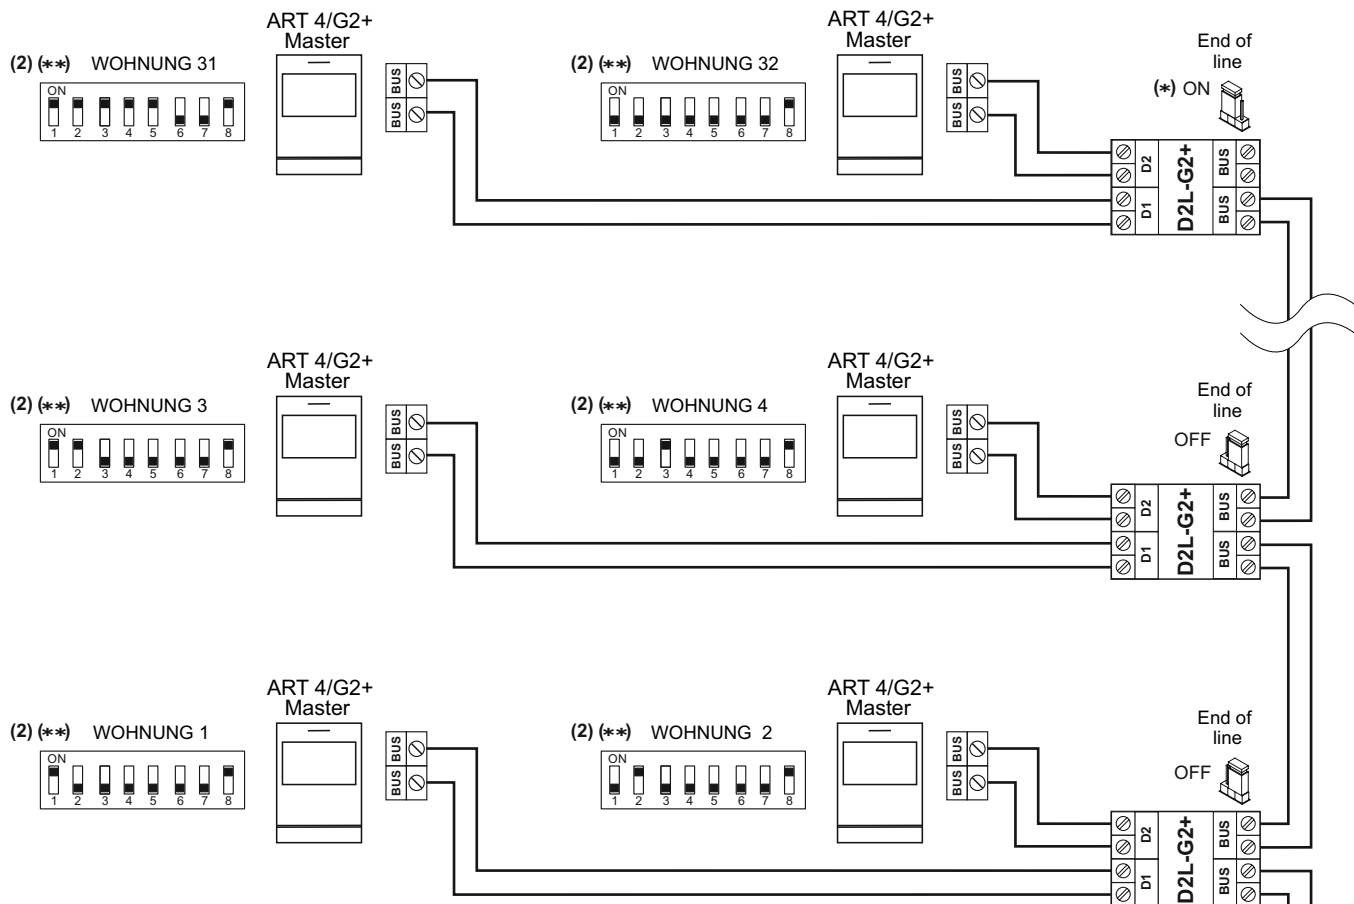 ART 4/G2+
Master
ART 4/G2+
Master
(2) (**) WOHNUNG 31
(2) (**) WOHNUNG 32
End of
line
(*) ON
ON
1 2 3 4 5 6 7 8
BUS
BUS
ON
1 2 3 4 5 6 7 8
BUS
BUS
D2
D1
D2L-G2+
BUS
BUS
ART 4/G2+
Master
ART 4/G2+
Master
(2) (**) WOHNUNG 3
(2) (**) WOHNUNG 4
End of
line
OFF
ON
1 2 3 4 5 6 7 8
BUS
BUS
ON
1 2 3 4 5 6 7 8
BUS
BUS
D2
D1
D2L-G2+
BUS
BUS
ART 4/G2+
Master
ART 4/G2+
Master
(2) (**) WOHNUNG 1
(2) (**) WOHNUNG 2
End of
line
OFF
ON
1 2 3 4 5 6 7 8
BUS
BUS
ON
1 2 3 4 5 6 7 8
BUS
BUS
D2
D1
D2L-G2+
BUS
BUS